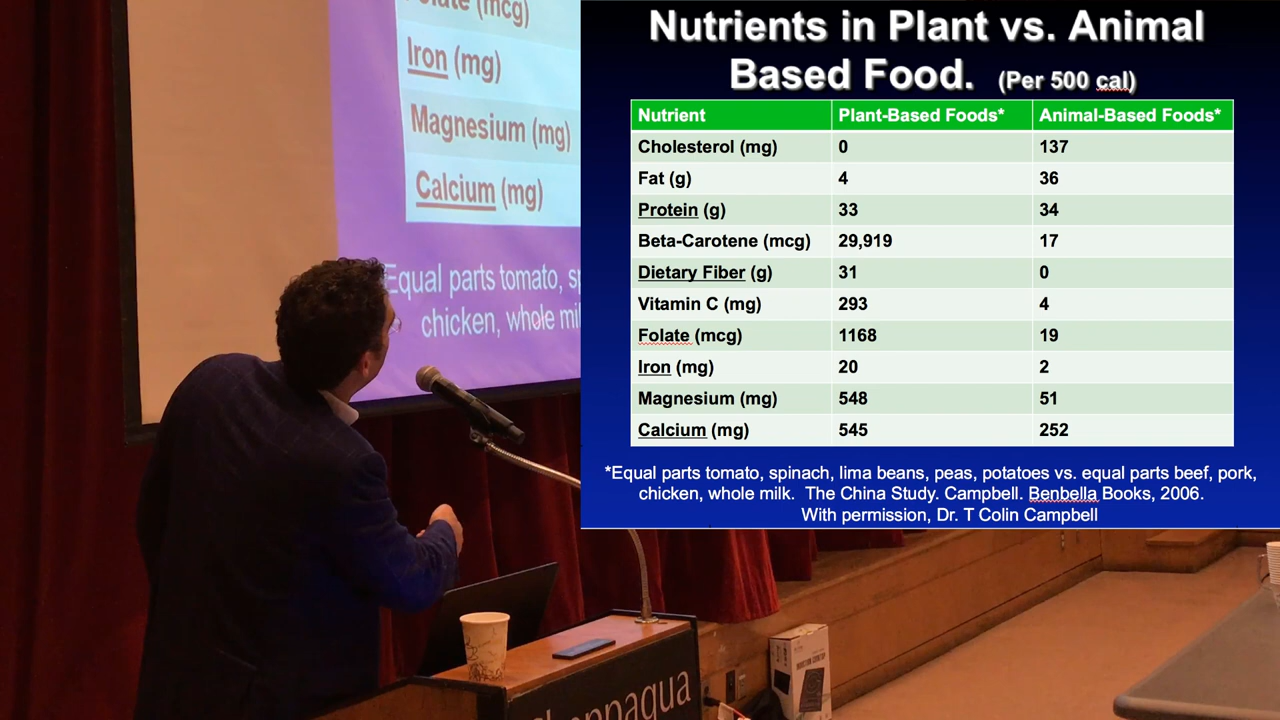 Folate (mcg)
Iron (mg)
Magnesium (mg)
Calcium (mg)
Equal parts tomato,
chicken, whole
Nutrients in Plant vs. Animal
Based Food. (Per 500 cal)
Nutrient Plant-Based Foods* Animal-Based Foods*
Cholesterol (mg) 0 137
Fat (g) 4 36
Protein (g) 33 34
Beta-Carotene (mcg) 29,919 17
Dietary Fiber (g) 31 0
Vitamin C (mg) 293 4
Folate (mcg) 1168 19
Iron (mg) 20 2
Magnesium (mg) 548 51
Calcium (mg) 545 252
*Equal parts tomato, spinach, lima beans, peas, potatoes vs. equal parts beef, pork,
chicken, whole milk. The China Study. Campbell. Benbella Books, 2006.
With permission, Dr. T Colin Campbell
Chappaqua